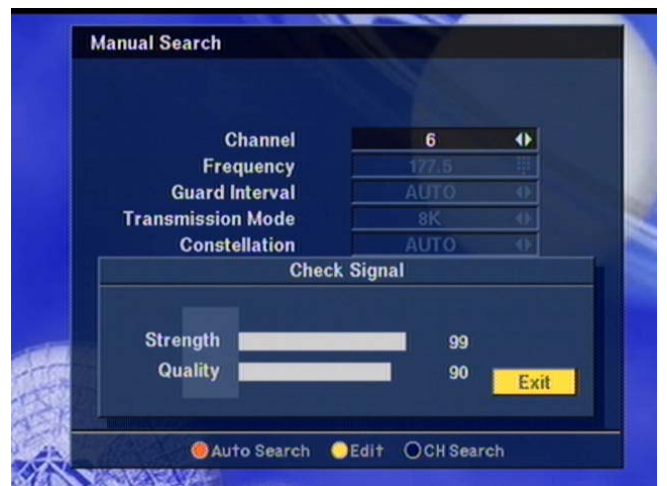 Manual Search
Channel 6
Frequency 177.5
Guard Interval AUTO
Transmission Mode 8K
Constellation AUTO
Check Signal
Strength 99
Quality 90
Exit
Auto Search Edit CH Search